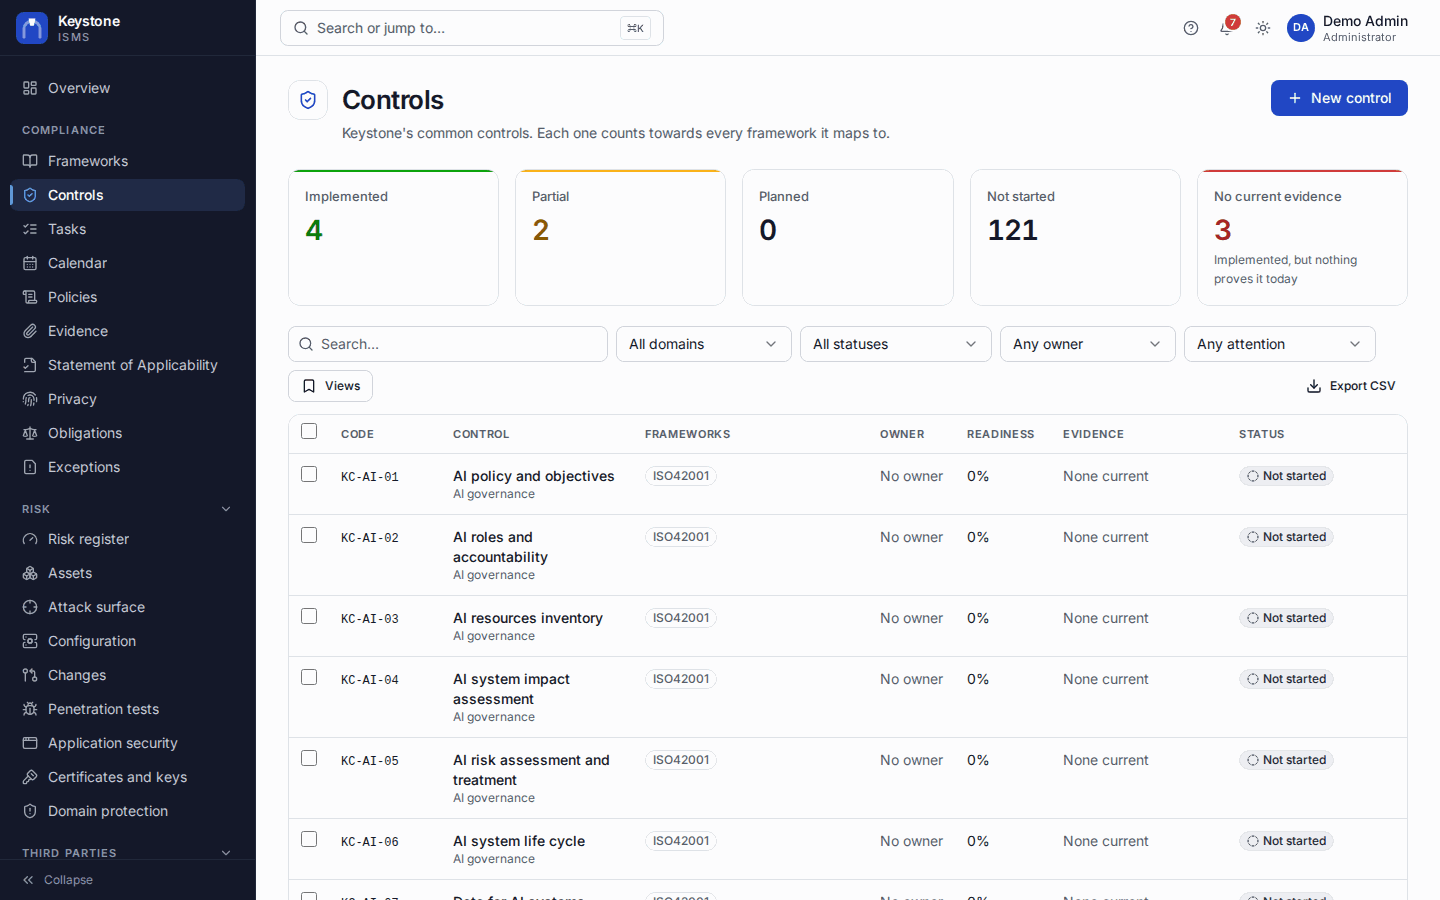 Keystone
ISMS
Search or jump to...
⌘K
7
DA
Demo Admin
Administrator
Overview
COMPLIANCE
Frameworks
Controls
Tasks
Calendar
Policies
Evidence
Statement of Applicability
Privacy
Obligations
Exceptions
RISK
Risk register
Assets
Attack surface
Configuration
Changes
Penetration tests
Application security
Certificates and keys
Domain protection
THIRD PARTIES
Collapse
Controls
Keystone's common controls. Each one counts towards every framework it maps to.
New control
Implemented
4
Partial
2
Planned
0
Not started
121
No current evidence
3
Implemented, but nothing
proves it today
Search...
All domains
All statuses
Any owner
Any attention
Views
Export CSV
CODE CONTROL FRAMEWORKS OWNER READINESS EVIDENCE STATUS
KC-AI-01 AI policy and objectives ISO42001 No owner 0% None current Not started
AI governance
KC-AI-02 AI roles and ISO42001 No owner 0% None current Not started
accountability
AI governance
KC-AI-03 AI resources inventory ISO42001 No owner 0% None current Not started
AI governance
KC-AI-04 AI system impact ISO42001 No owner 0% None current Not started
assessment
AI governance
KC-AI-05 AI risk assessment and ISO42001 No owner 0% None current Not started
treatment
AI governance
KC-AI-06 AI system life cycle ISO42001 No owner 0% None current Not started
AI governance